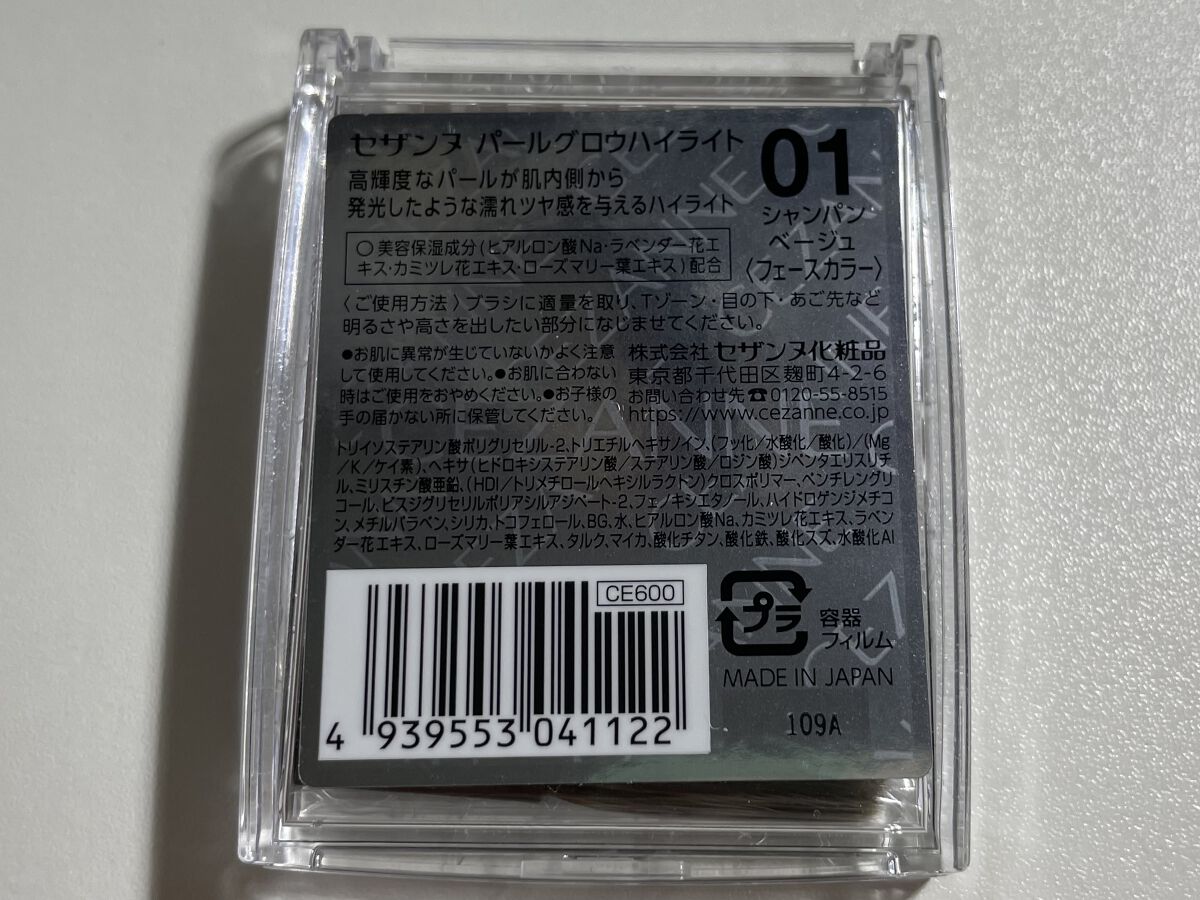 セザンヌ パールグロウハイライト
01
シャンパン
ベージュ
〈フェースカラー〉
高輝度なパールが肌内側から
発光したような濡れツヤ感を与えるハイライト
○美容保湿成分(ヒアルロン酸Na・ラベンダー花エ
キス・カミツレ花エキス・ローズマリー葉エキス)配合
〈ご使用方法〉ブラシに適量を取り、Tゾーン・目の下・あご先など
明るさや高さを出したい部分になじませてください。
●お肌に異常が生じていないかよく注意
して使用してください。●お肌に合わない
時はご使用をおやめください。●お子様の
手の届かない所に保管してください。
株式会社 セザンヌ化粧品
東京都千代田区麹町4-2-6
お問い合わせ先☎0120-55-8515
https://www.cezanne.co.jp
トリイソステアリン酸ポリグリセリル-2、トリエチルヘキサノイン、(フッ化/水酸化/酸化)/(Mg
/K/ケイ素)、ヘキサ(ヒドロキシステアリン酸/ステアリン酸/ロジン酸)ジペンタエリスリチ
ル、ミリスチン酸亜鉛、(HDI/トリメチロールヘキシルラクトン)クロスポリマー、ペンチレングリ
コール、ビスジグリセリルポリアシルアジペート-2、フェノキシエタノール、ハイドロゲンジメチコ
ン、メチルパラベン、シリカ、トコフェロール、BG、水、ヒアルロン酸Na、カミツレ花エキス、ラベン
ダー花エキス、ローズマリー葉エキス、タルク、マイカ、酸化チタン、酸化鉄、酸化スズ、水酸化Al
CE600
4 939553 041122
プラ
容器
フィルム
MADE IN JAPAN
109A